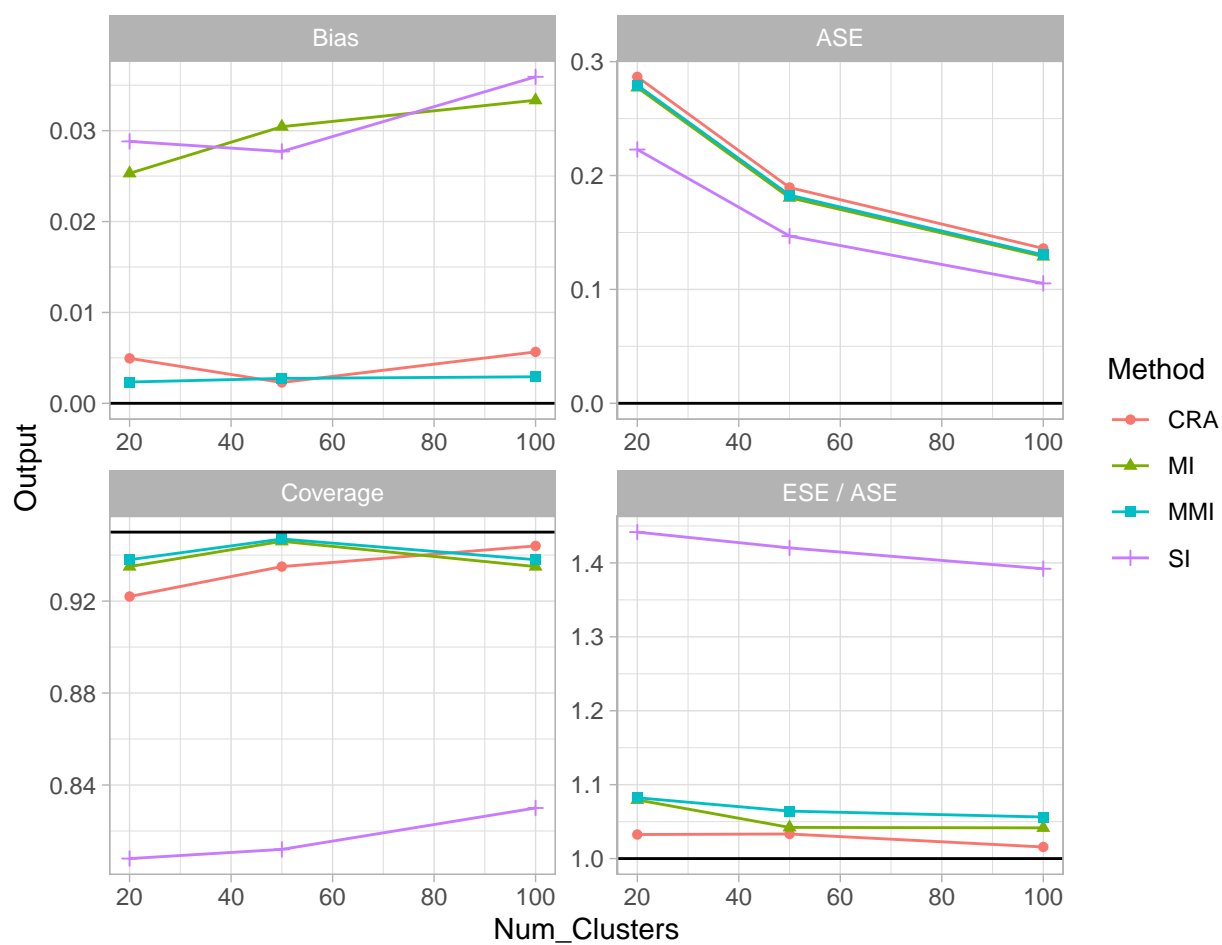 Bias
ASE
0.03
0.02
0.01
0.00
0.3
0.2
0.1
0.0
20 40 60 80 100
20 40 60 80 100
Coverage
ESE / ASE
0.92
0.88
0.84
1.4
1.3
1.2
1.1
1.0
20 40 60 80 100
20 40 60 80 100
Output
Num_Clusters
Method
CRA
MI
MMI
SI